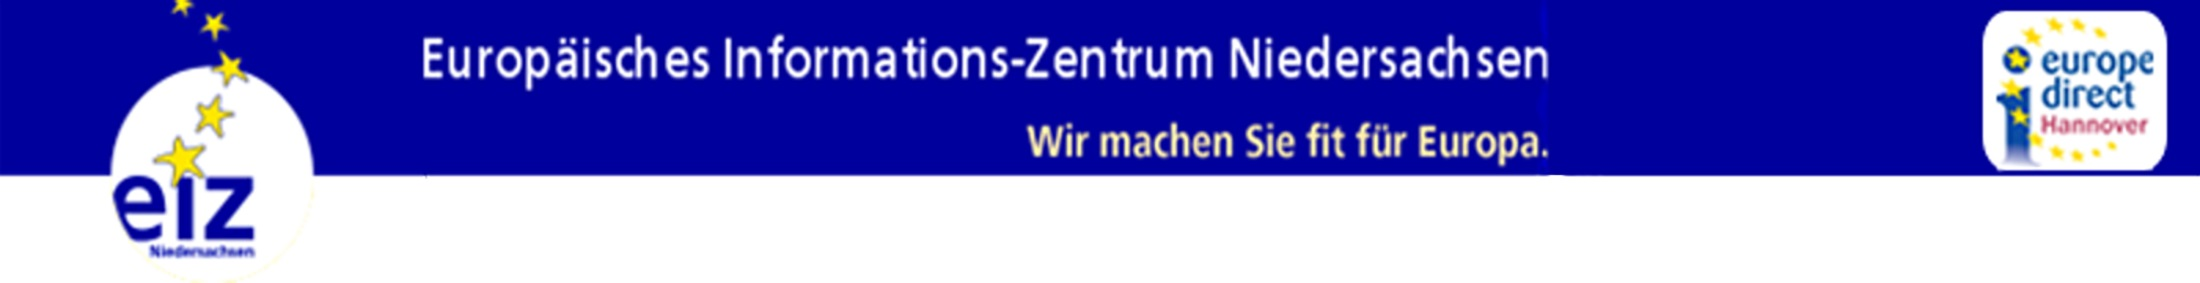 Europäisches Informations-Zentrum Niedersachsen
Wir machen Sie fit für Europa.
eiz
Niedersachsen
europe
direct
Hannover